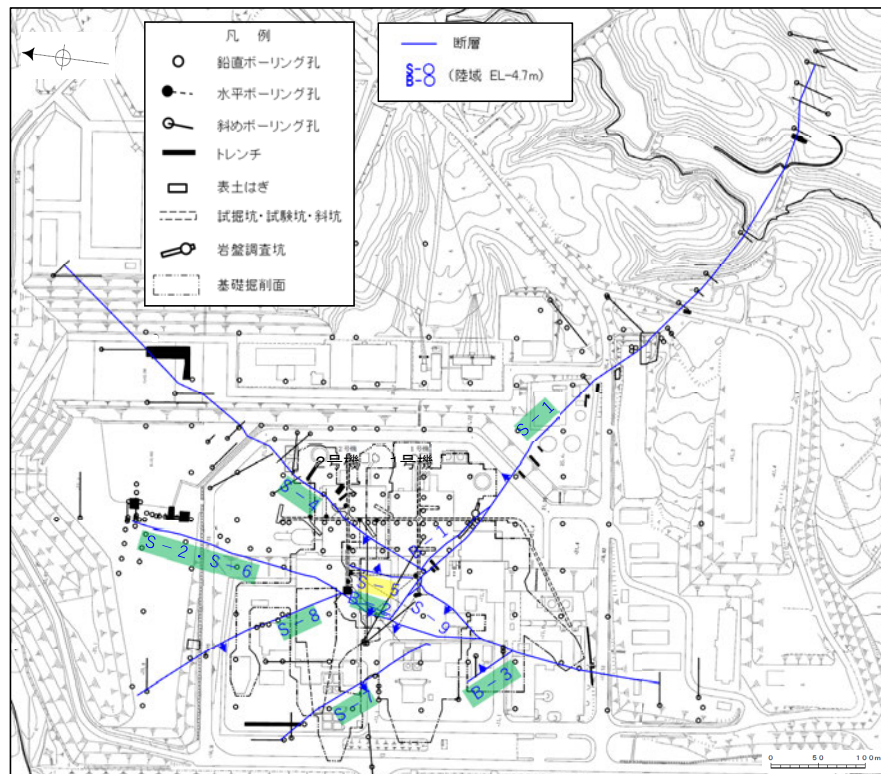 凡 例
鉛直ボーリング孔
水平ボーリング孔
斜めボーリング孔
トレンチ
表土はぎ
試掘坑・試験坑・斜坑
岩盤調査坑
基礎掘削面
断層
S-○
B-○
(陸域 EL-4.7m)
S-1
2号機
1号機
S-4
B-1
S-2・S-6
S-5
B-2
S-9
S-8
B-3
S-7
0 50 100m